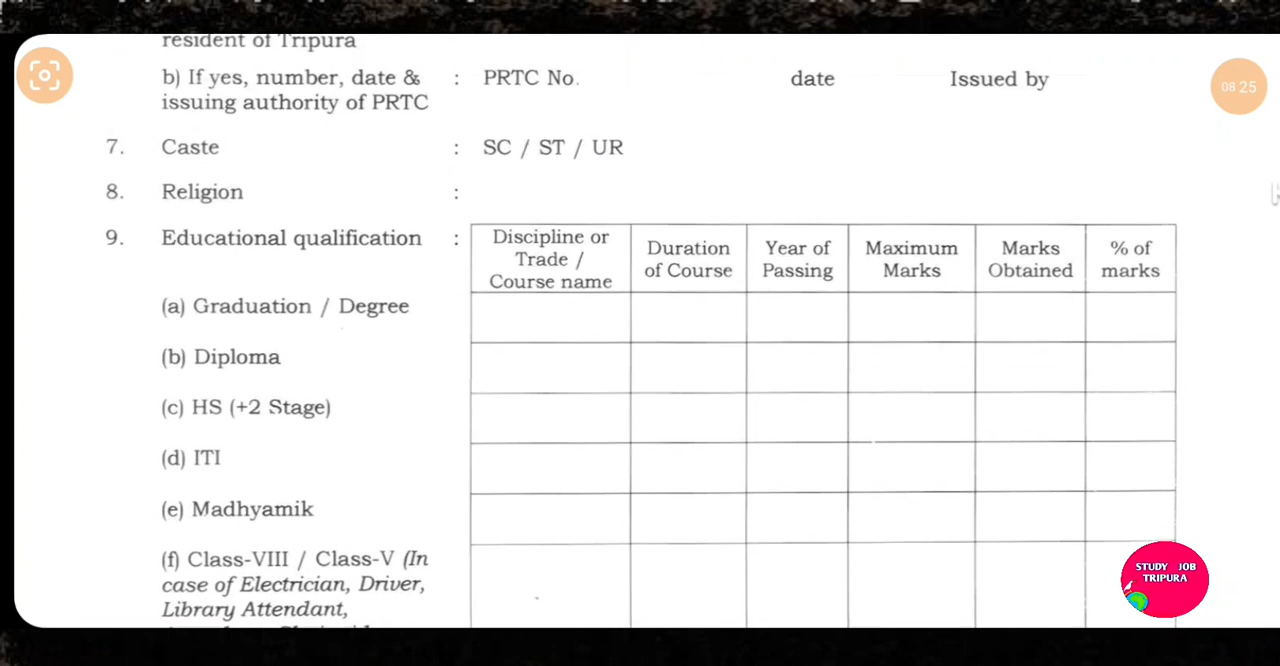 resident of Tripura
b) If yes, number, date & : PRTC No. date Issued by
issuing authority of PRTC
7. Caste : SC / ST / UR
8. Religion :
9. Educational qualification :
Discipline or Trade / Course name
Duration of Course
Year of Passing
Maximum Marks
Marks Obtained
% of marks
(a) Graduation / Degree
(b) Diploma
(c) HS (+2 Stage)
(d) ITI
(e) Madhyamik
(f) Class-VIII / Class-V (In
case of Electrician, Driver,
Library Attendant,
08 25
STUDY JOB
TRIPURA